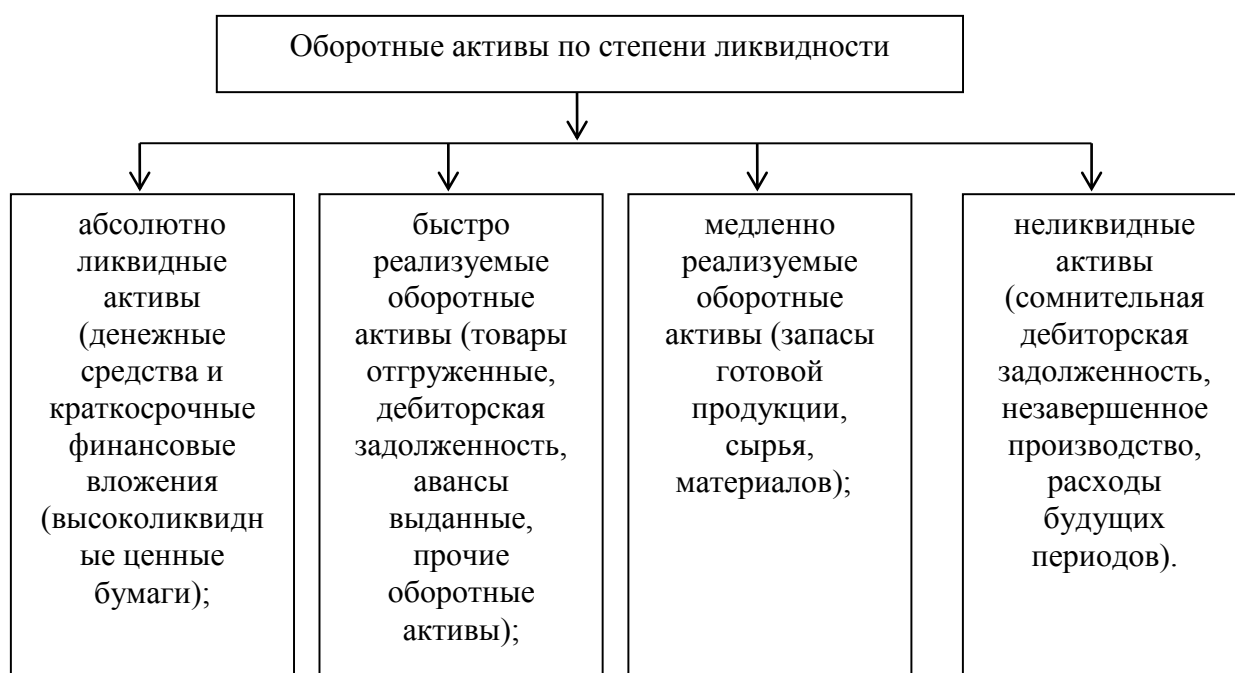 Оборотные активы по степени ликвидности
абсолютно
ликвидные
активы
(денежные
средства и
краткосрочные
финансовые
вложения
(высоколиквидн
ые ценные
бумаги);
быстро
реализуемые
оборотные
активы (товары
отгруженные,
дебиторская
задолженность,
авансы
выданные,
прочие
оборотные
активы);
медленно
реализуемые
оборотные
активы (запасы
готовой
продукции,
сырья,
материалов);
неликвидные
активы
(сомнительная
дебиторская
задолженность,
незавершенное
производство,
расходы
будущих
периодов).